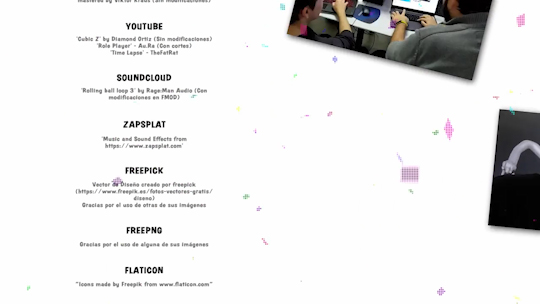 mastered by Viktor Kraus (Sin modificaciones)
YOUTUBE
'Cubic Z' by Diamond Ortiz (Sin modificaciones)
'Role Player' - Au.Ra (Con cortes)
'Time Lapse' - TheFatRat
SOUNDCLOUD
'Rolling ball loop 3' by Rage:Man Audio (Con
modificaciones en FMOD)
ZAPSPLAT
'Music and Sound Effects from
https://www.zapsplat.com'
FREEPICK
Vector de Diseño creado por freepick
(https://www.freepik.es/fotos-vectores-gratis/
diseno)
Gracias por el uso de otras de sus imágenes
FREEPNG
Gracias por el uso de alguna de sus imágenes
FLATICON
"Icons made by Freepik from www.flaticon.com"